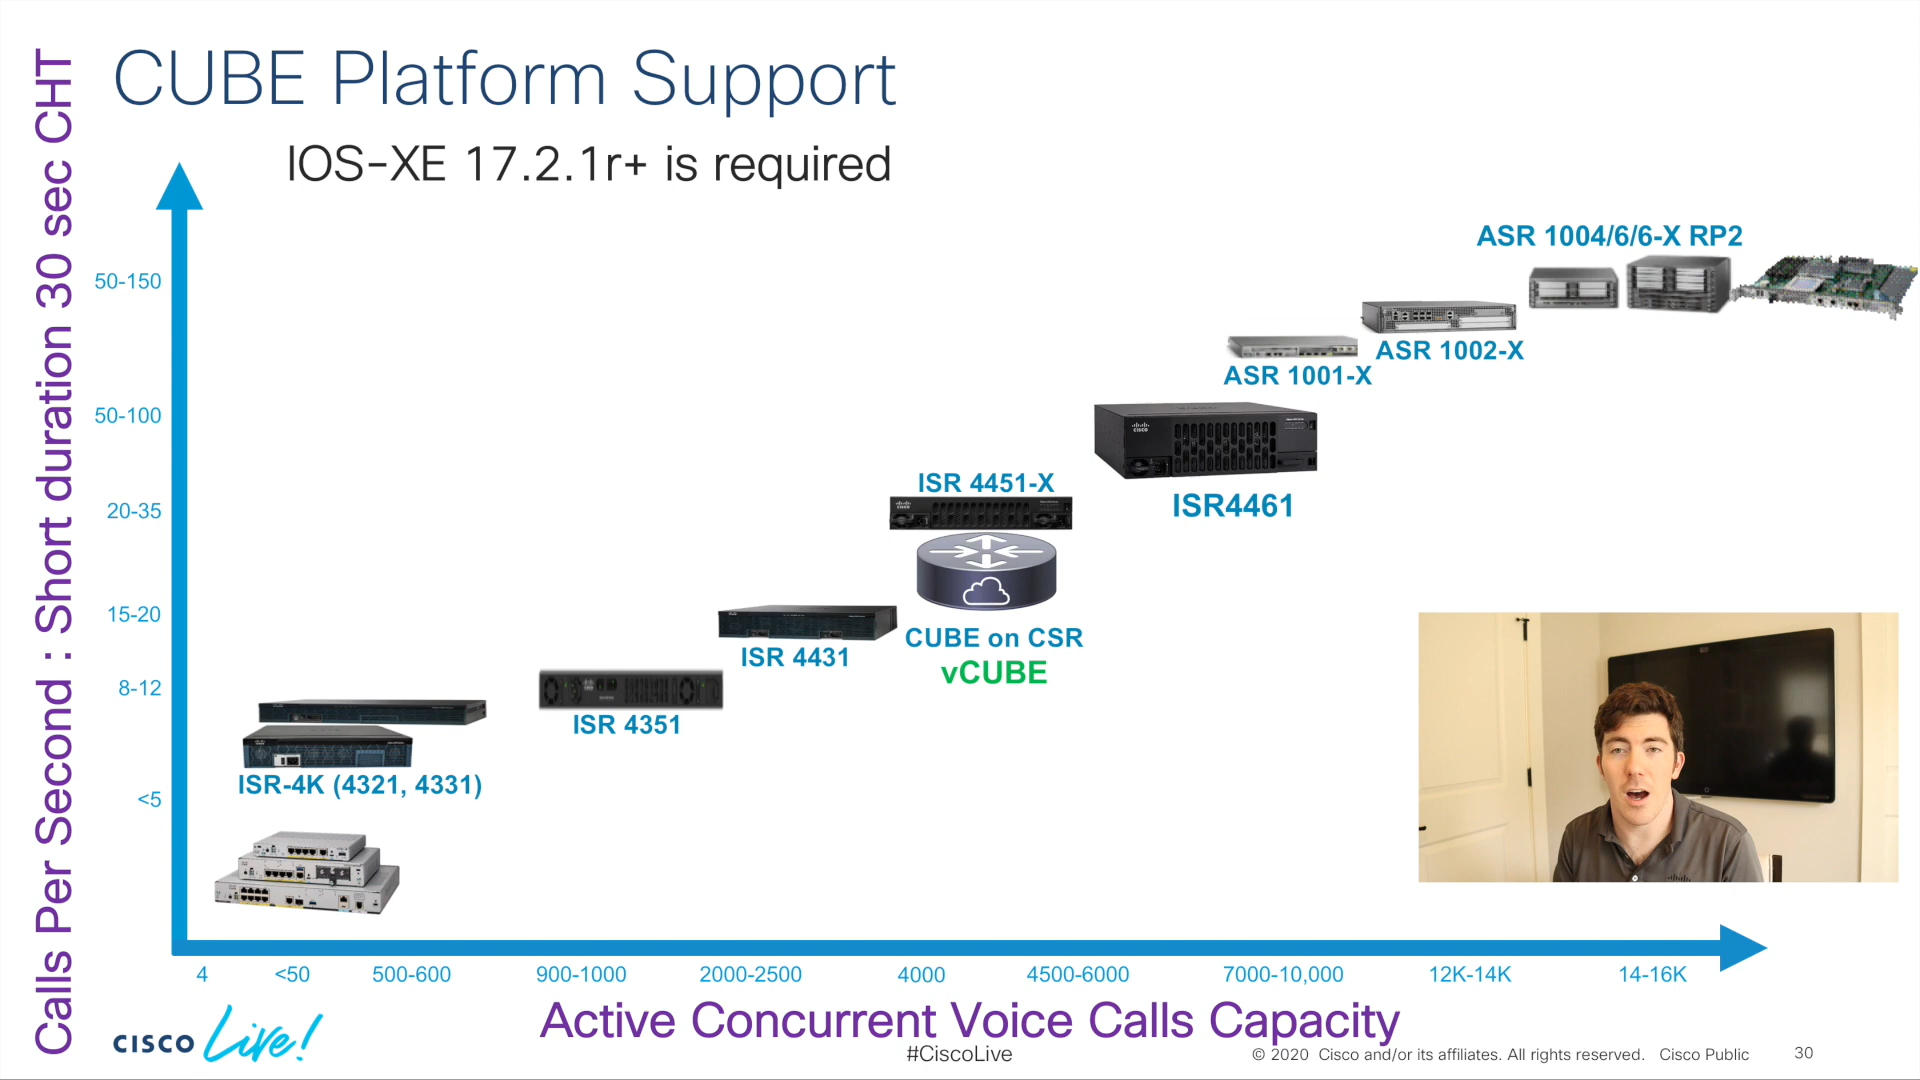 CUBE Platform Support
IOS-XE 17.2.1r+ is required
Calls Per Second : Short duration 30 sec CHT
50-150
50-100
20-35
15-20
8-12
<5
ASR 1004/6/6-X RP2
ASR 1002-X
ASR 1001-X
ISR4461
ISR 4451-X
CUBE on CSR
vCUBE
ISR 4431
ISR 4351
ISR-4K (4321, 4331)
4 <50 500-600 900-1000 2000-2500 4000 4500-6000 7000-10,000 12K-14K 14-16K
Active Concurrent Voice Calls Capacity
CISCO Live!
#CiscoLive
© 2020 Cisco and/or its affiliates. All rights reserved. Cisco Public
30